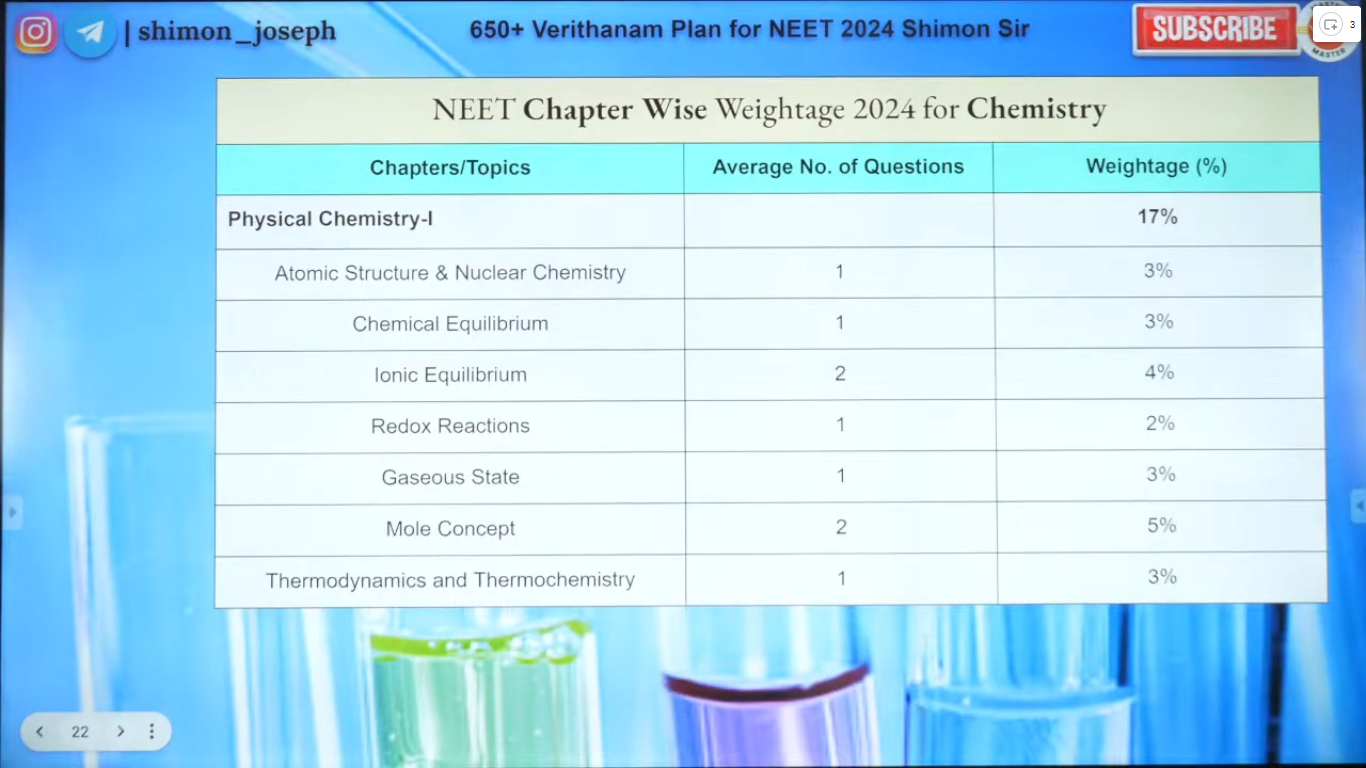 | shimon_joseph
650+ Verithanam Plan for NEET 2024 Shimon Sir
SUBSCRIBE
3
MASTER
NEET Chapter Wise Weightage 2024 for Chemistry
Chapters/Topics Average No. of Questions Weightage (%)
Physical Chemistry-I 17%
Atomic Structure & Nuclear Chemistry 1 3%
Chemical Equilibrium 1 3%
Ionic Equilibrium 2 4%
Redox Reactions 1 2%
Gaseous State 1 3%
Mole Concept 2 5%
Thermodynamics and Thermochemistry 1 3%
22